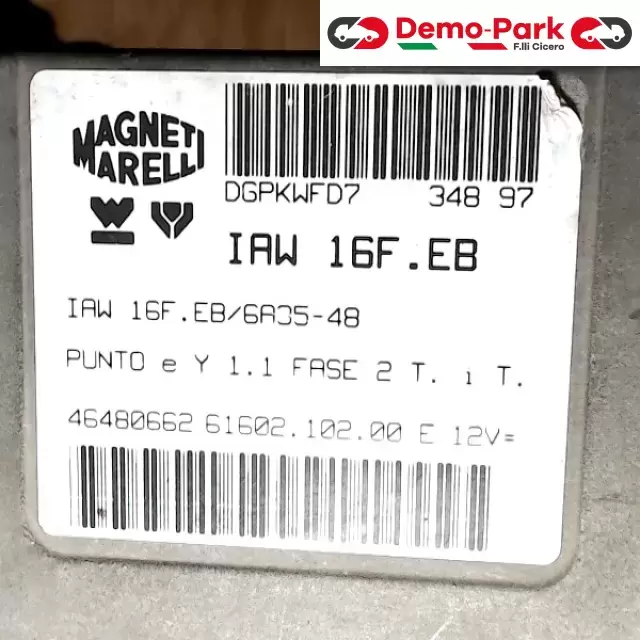 Demo-Park
F.lli Cicero
MAGNETI
MARELLI
DGPKWFD7 348 97
IAW 16F.EB
IAW 16F.EB/6A35-48
PUNTO e Y 1.1 FASE 2 T. i T.
46480662 61602.102.00 E 12V=